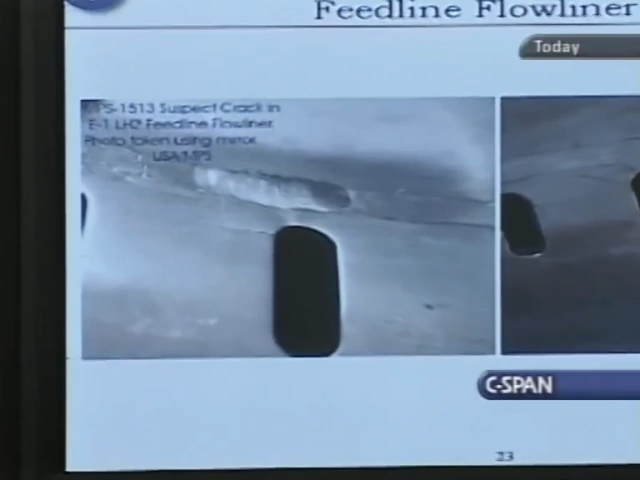 Feedline Flowliner
Today
MPS-1513 Suspect Crack in
E-1 LH2 Feedline Flowliner
Photo taken using mirror
USA/MPS
C-SPAN
23